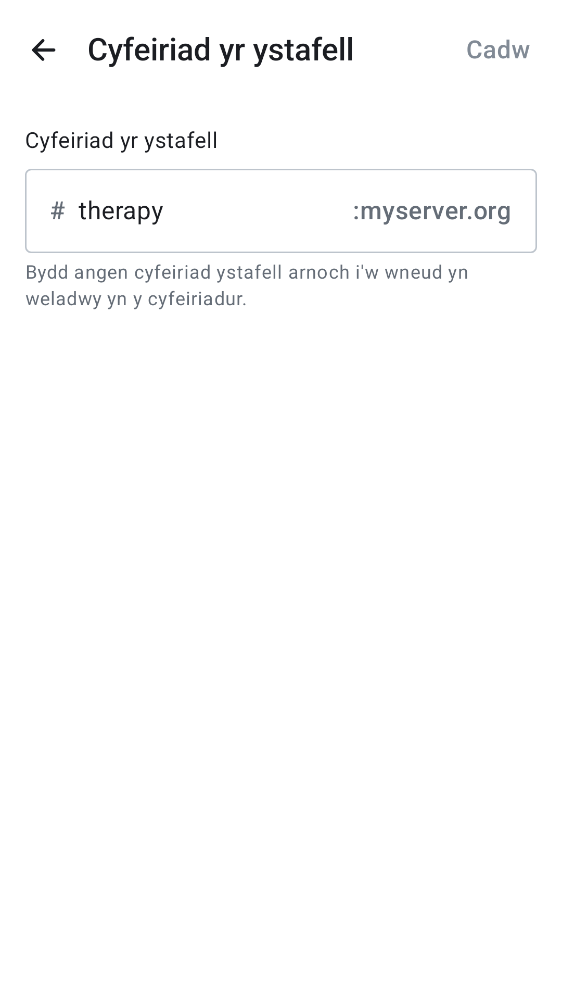 Cyfeiriad yr ystafell
Cadw
Cyfeiriad yr ystafell
# therapy :myserver.org
Bydd angen cyfeiriad ystafell arnoch i'w wneud yn
weladwy yn y cyfeiriadur.